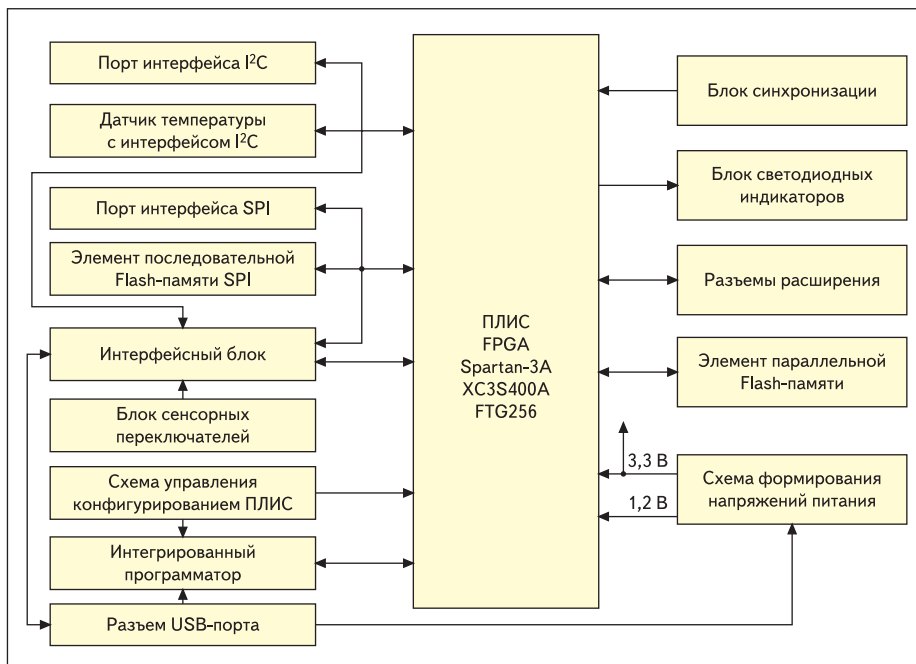 Порт интерфейса I²C
Датчик температуры
с интерфейсом I²C
Порт интерфейса SPI
Элемент последовательной
Flash-памяти SPI
Интерфейсный блок
Блок сенсорных
переключателей
Схема управления
конфигурированием ПЛИС
Интегрированный
программатор
Разъем USB-порта
ПЛИС
FPGA
Spartan-3A
XC3S400A
FTG256
Блок синхронизации
Блок светодиодных
индикаторов
Разъемы расширения
Элемент параллельной
Flash-памяти
3,3 В
1,2 В
Схема формирования
напряжений питания